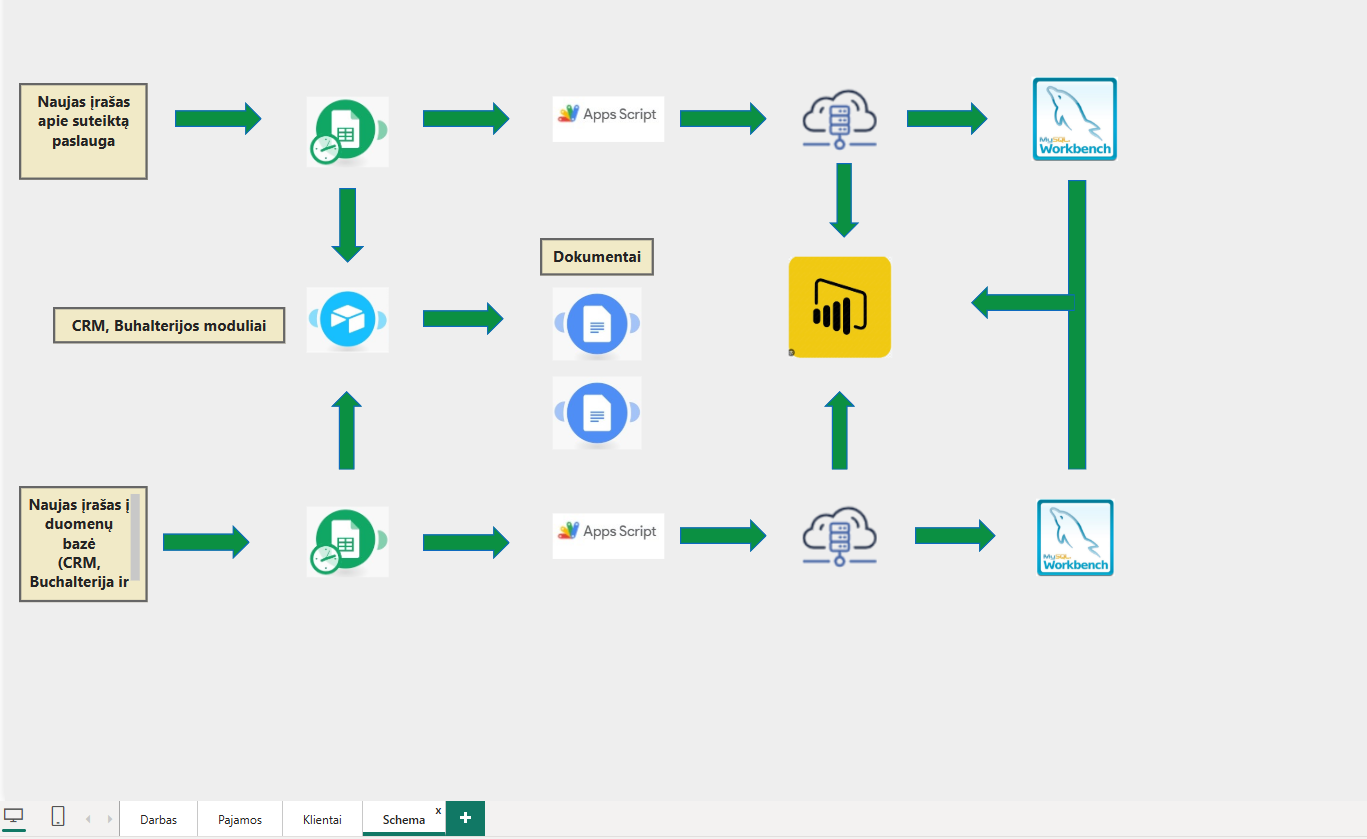 Naujas įrašas
apie suteiktą
paslauga
Apps Script
MySQL
Workbench
Dokumentai
CRM, Buhalterijos moduliai
Naujas įrašas į
duomenų
bazė
(CRM,
Buchalterija ir
Apps Script
MySQL
Workbench
Darbas
Pajamos
Klientai
Schema
x
+